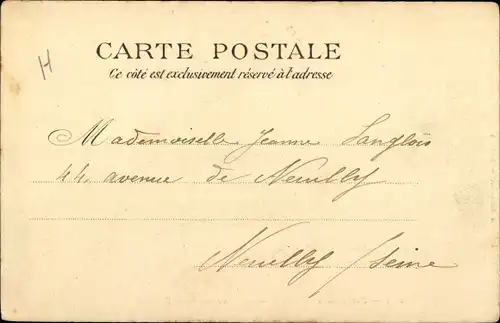 H
CARTE POSTALE
Ce côté est exclusivement réservé à l'adresse
Mademoiselle Jeanne Langlois
44. avenue de Neuilly
Neuilly /seine